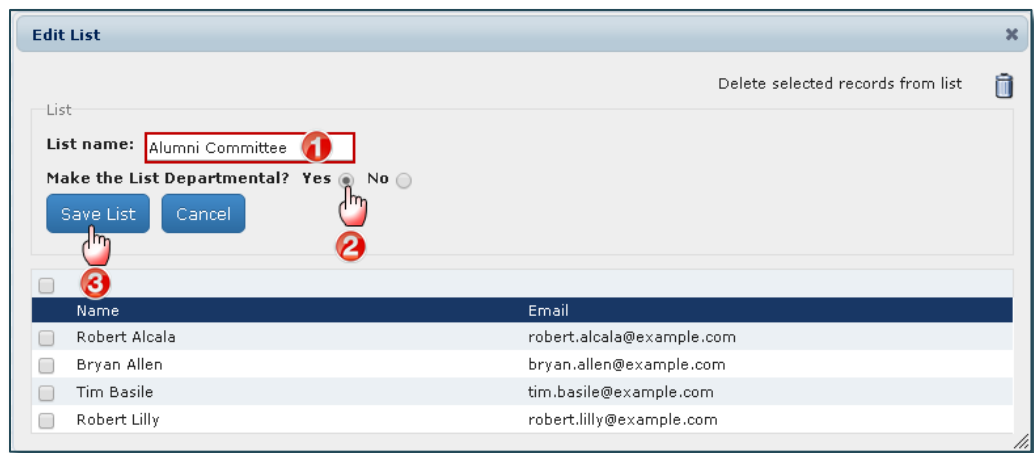 Edit List
Delete selected records from list
List
List name: Alumni Committee 1
Make the List Departmental? Yes No
Save List Cancel
2
3
Name Email
Robert Alcala robert.alcala@example.com
Bryan Allen bryan.allen@example.com
Tim Basile tim.basile@example.com
Robert Lilly robert.lilly@example.com